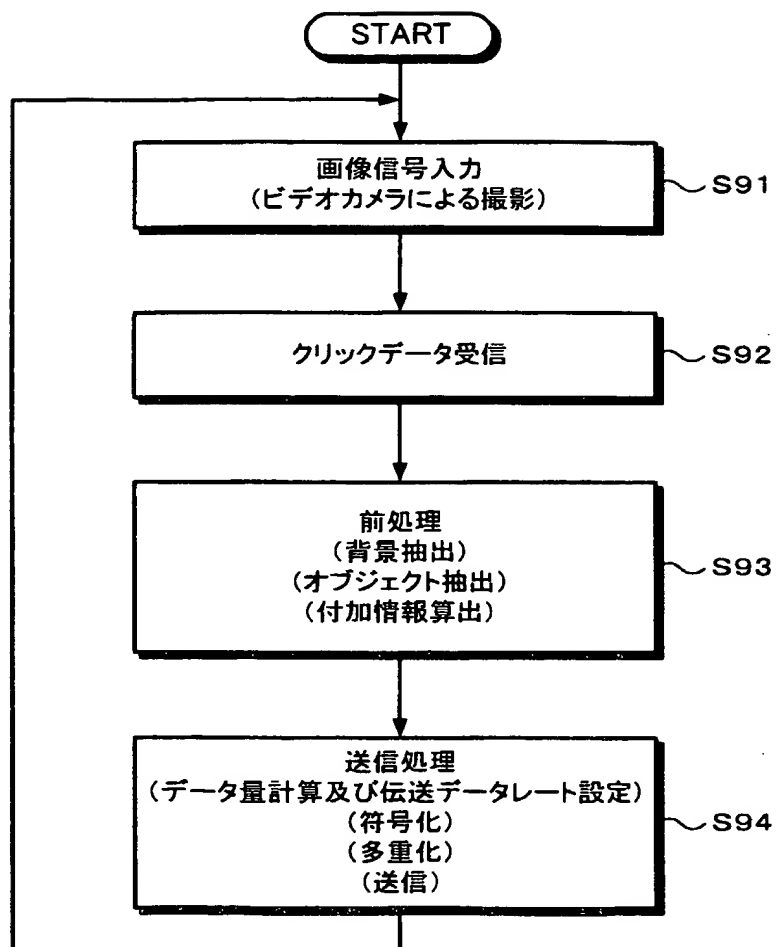 START
画像信号入力
(ビデオカメラによる撮影)
S91
クリックデータ受信
S92
前処理
(背景抽出)
(オブジェクト抽出)
(付加情報算出)
S93
送信処理
(データ量計算及び伝送データレート設定)
(符号化)
(多重化)
(送信)
S94